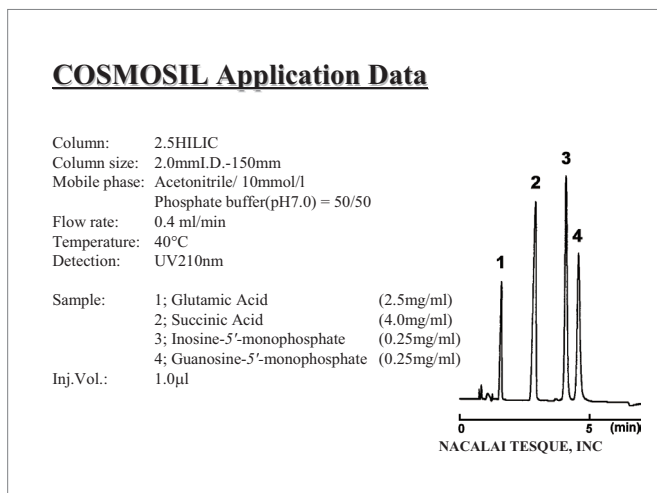 COSMOSIL Application Data
Column: 2.5HILIC
Column size: 2.0mmI.D.-150mm
Mobile phase: Acetonitrile/ 10mmol/l
Phosphate buffer(pH7.0) = 50/50
Flow rate: 0.4 ml/min
Temperature: 40°C
Detection: UV210nm
Sample: 1; Glutamic Acid (2.5mg/ml)
2; Succinic Acid (4.0mg/ml)
3; Inosine-5'-monophosphate (0.25mg/ml)
4; Guanosine-5'-monophosphate (0.25mg/ml)
Inj.Vol.: 1.0µl
3
2
4
1
0 5 (min)
NACALAI TESQUE, INC